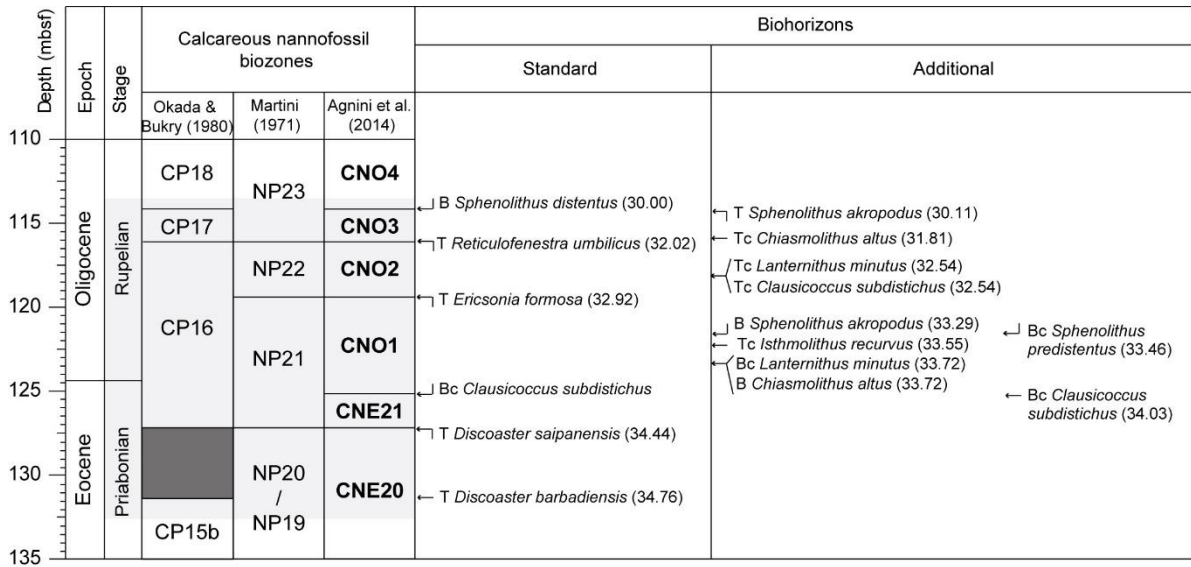 Depth (mbsf)
Epoch
Stage
Calcareous nannofossil
biozones
Biohorizons
Standard
Additional
Okada &
Bukry (1980)
Martini
(1971)
Agnini et al.
(2014)
110
115
120
125
130
135
Oligocene
Eocene
Rupelian
Priabonian
CP18
CP17
CP16
CP15b
NP23
NP22
NP21
NP20
/
NP19
CNO4
CNO3
CNO2
CNO1
CNE21
CNE20
B Sphenolithus distentus (30.00)
T Reticulofenestra umbilicus (32.02)
T Ericsonia formosa (32.92)
Bc Clausicoccus subdistichus
T Discoaster saipanensis (34.44)
T Discoaster barbadiensis (34.76)
T Sphenolithus akropodus (30.11)
Tc Chiasmolithus altus (31.81)
Tc Lanternithus minutus (32.54)
Tc Clausicoccus subdistichus (32.54)
B Sphenolithus akropodus (33.29)
Tc Isthmolithus recurvus (33.55)
Bc Lanternithus minutus (33.72)
B Chiasmolithus altus (33.72)
Bc Sphenolithus
predistentus (33.46)
Bc Clausicoccus
subdistichus (34.03)